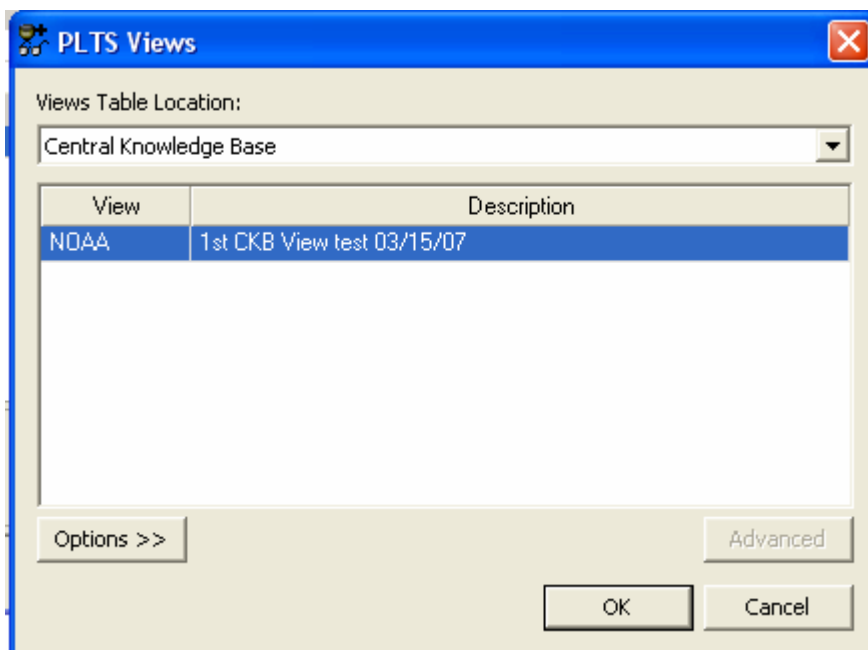 PLTS Views
Views Table Location:
Central Knowledge Base
View Description
NOAA 1st CKB View test 03/15/07
Options >> Advanced
OK Cancel